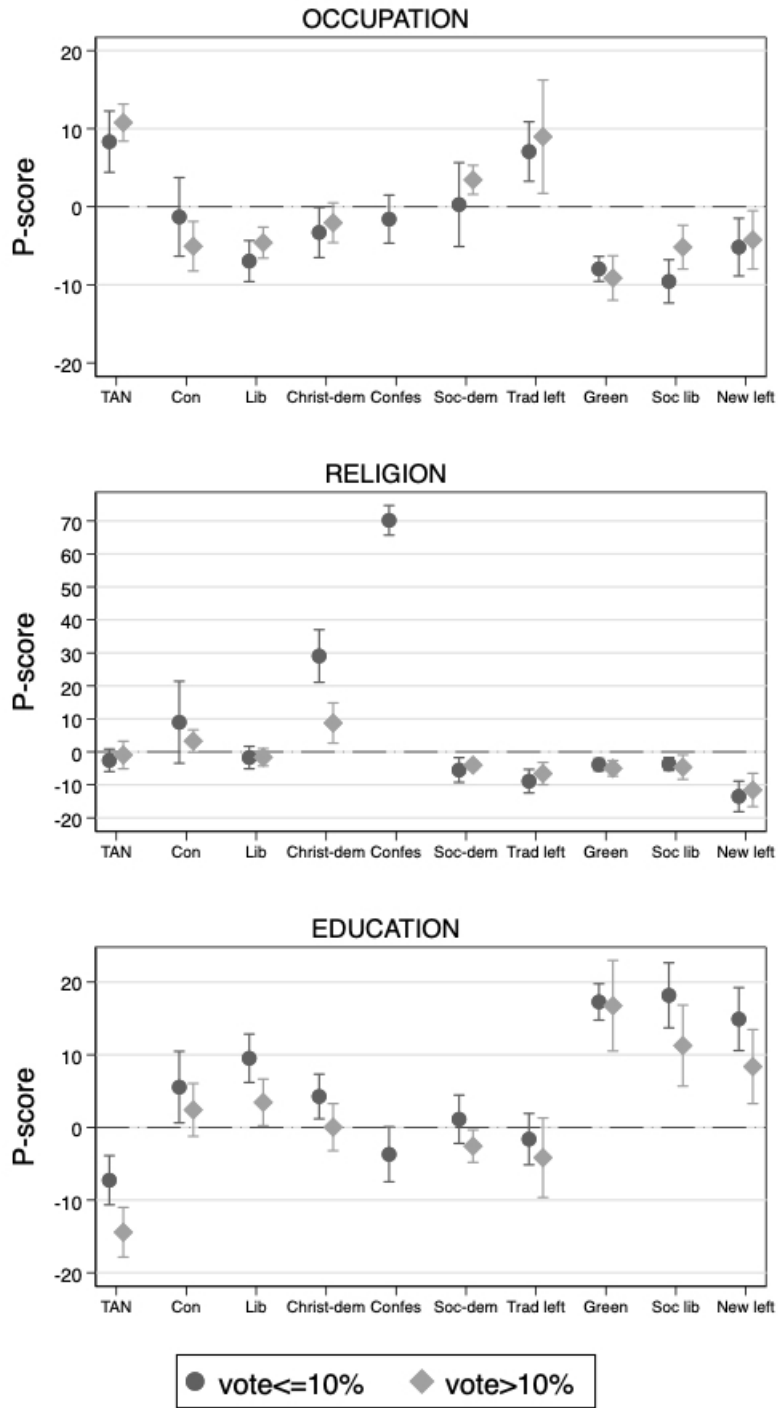 OCCUPATION
20
10
0
-10
-20
P-score
TAN Con Lib Christ-dem Confes Soc-dem Trad left Green Soc lib New left
RELIGION
70
60
50
40
30
20
10
0
-10
-20
P-score
TAN Con Lib Christ-dem Confes Soc-dem Trad left Green Soc lib New left
EDUCATION
20
10
0
-10
-20
P-score
TAN Con Lib Christ-dem Confes Soc-dem Trad left Green Soc lib New left
vote<=10% vote>10%